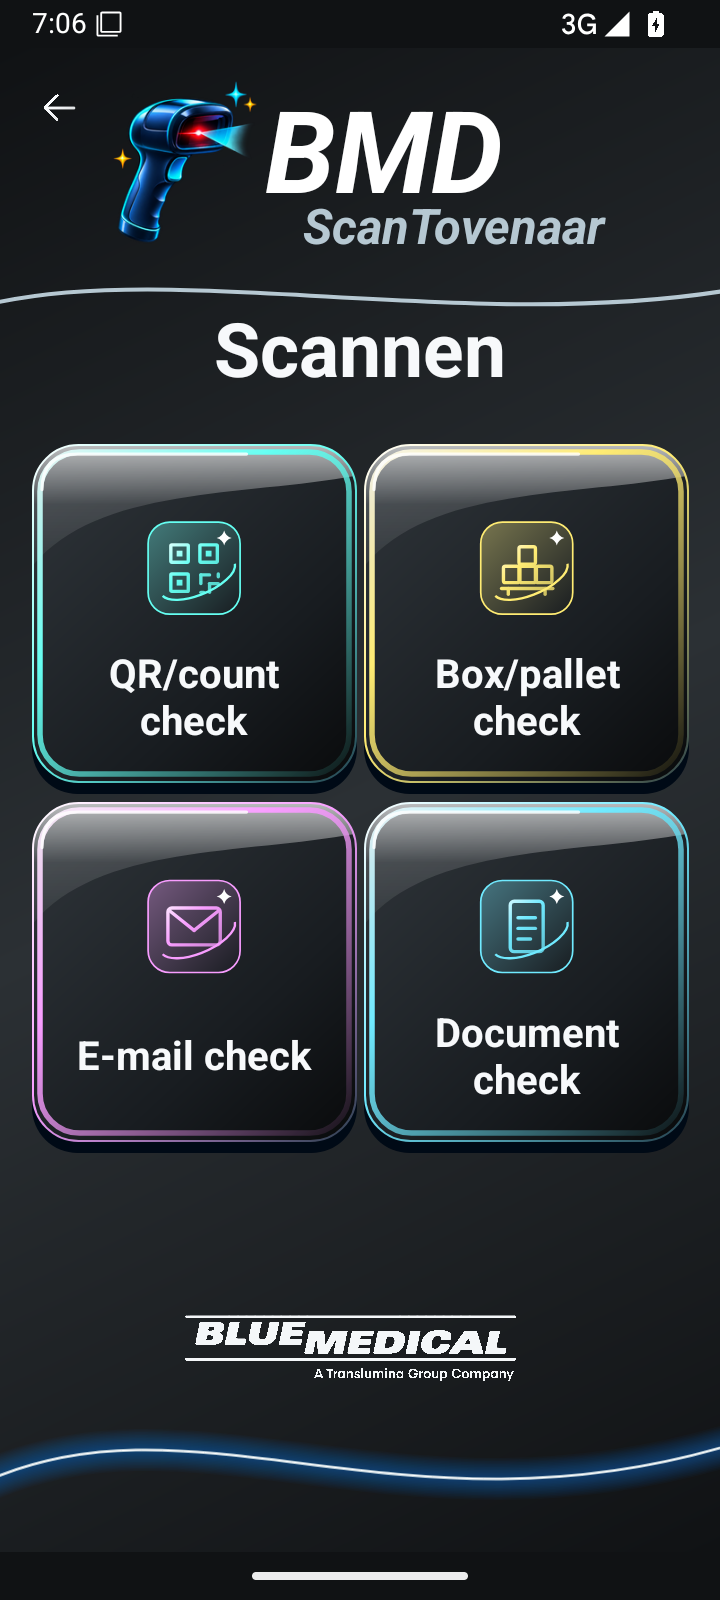 7:06
3G
BMD
ScanTovenaar
Scannen
QR/count
check
Box/pallet
check
E-mail check
Document
check
BLUEMEDICAL
A Translumina Group Company